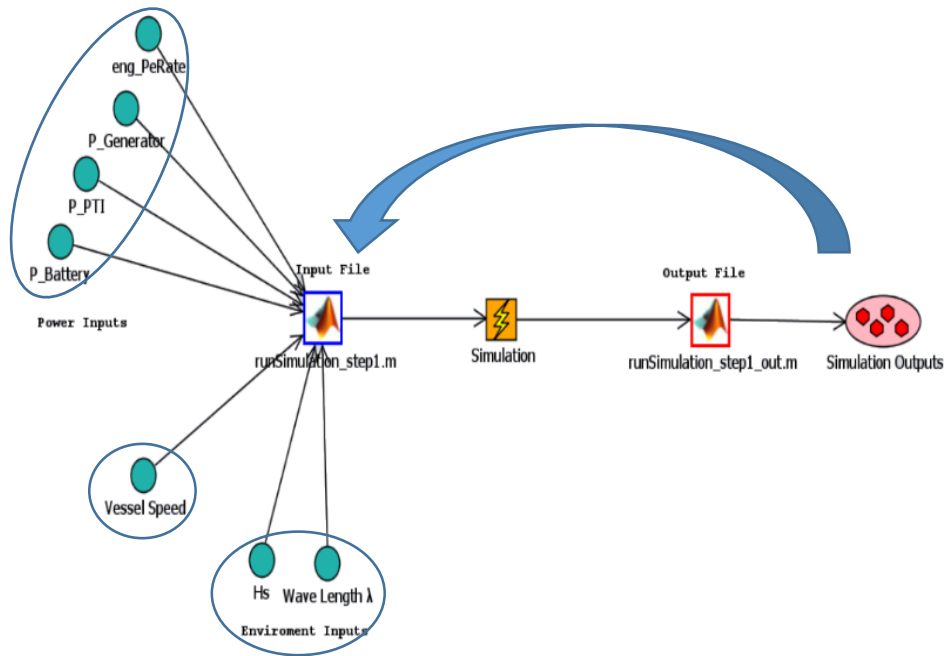 eng_PeRate
P_Generator
P_PTI
P_Battery
Power Inputs
Input File
runSimulation_step1.m
Simulation
Output File
runSimulation_step1_out.m
Simulation Outputs
Vessel Speed
Hs
Wave Length λ
Enviroment Inputs